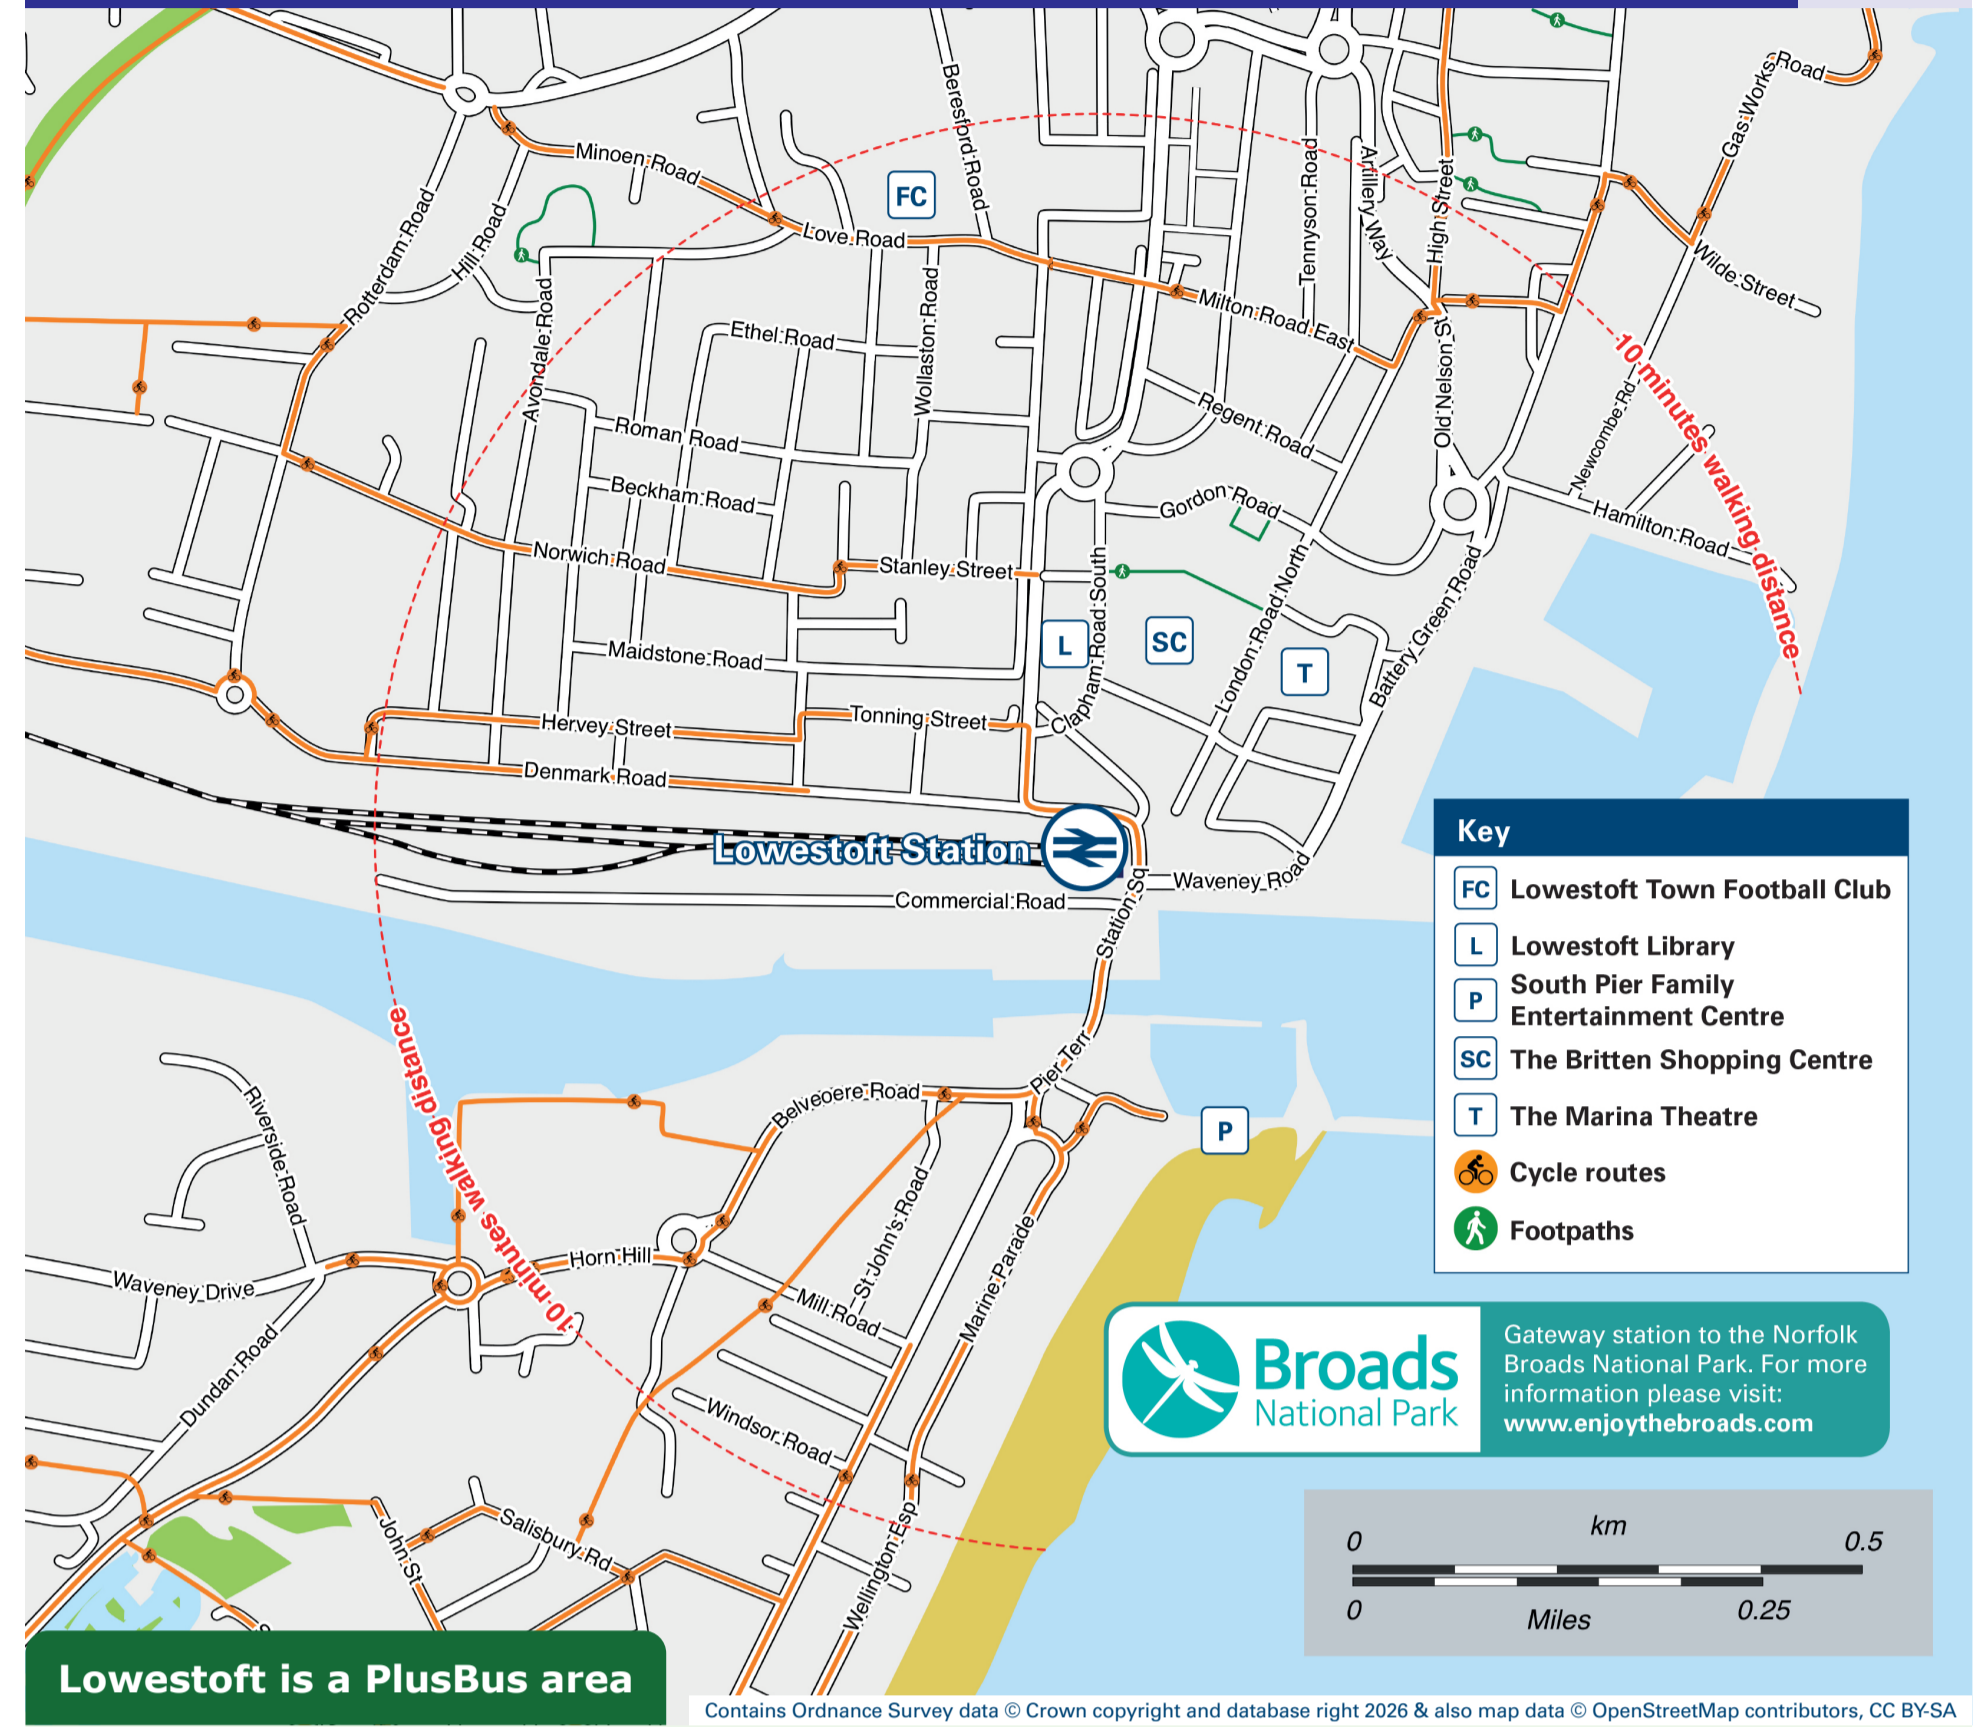 Beresford Road
Gas Works Road
Minoen Road
Rotterdam Road
Hill Road
FC
Love Road
Tennyson Road
Artillery Way
High Street
Wilde Street
Avondale Road
Ethel Road
Wollaston Road
Milton Road East
Old Nelson St
10 minutes walking distance
Newcombe Rd
Roman Road
Regent Road
Beckham Road
Gordon Road
Hamilton Road
Norwich Road
Stanley Street
Clapham Road South
London Road North
Battery Green Road
L
SC
T
Maidstone Road
Hervey Street
Tonning Street
Denmark Road
Lowestoft Station
Waveney Road
Commercial Road
Station Sq
Pier Terr
10 minutes walking distance
Riverside Road
Belveoere Road
P
St John's Road
Marine Parade
Horn Hill
Waveney Drive
Mill Road
Dundan Road
Windsor Road
Salisbury Rd
John St
Wellington Esp
S
Key
FC Lowestoft Town Football Club
L Lowestoft Library
P South Pier Family
Entertainment Centre
SC The Britten Shopping Centre
T The Marina Theatre
Cycle routes
Footpaths
Broads
National Park
Gateway station to the Norfolk
Broads National Park. For more
information please visit:
www.enjoythebroads.com
km
0 0.5
0 Miles 0.25
Lowestoft is a PlusBus area
Contains Ordnance Survey data © Crown copyright and database right 2026 & also map data © OpenStreetMap contributors, CC BY-SA